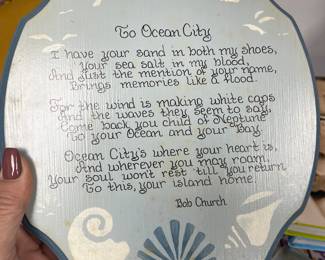 To Ocean City
I have your sand in both my shoes,
Your sea salt in my blood,
And just the mention of your name,
Brings memories like a flood.
For the wind is making white caps
And the waves they seem to say,
Come back you child of Neptune
To your Ocean and your Bay.
Ocean City's where your heart is,
And wherever you may roam,
Your soul won't rest 'till you return
To this, your island home.
Bob Church